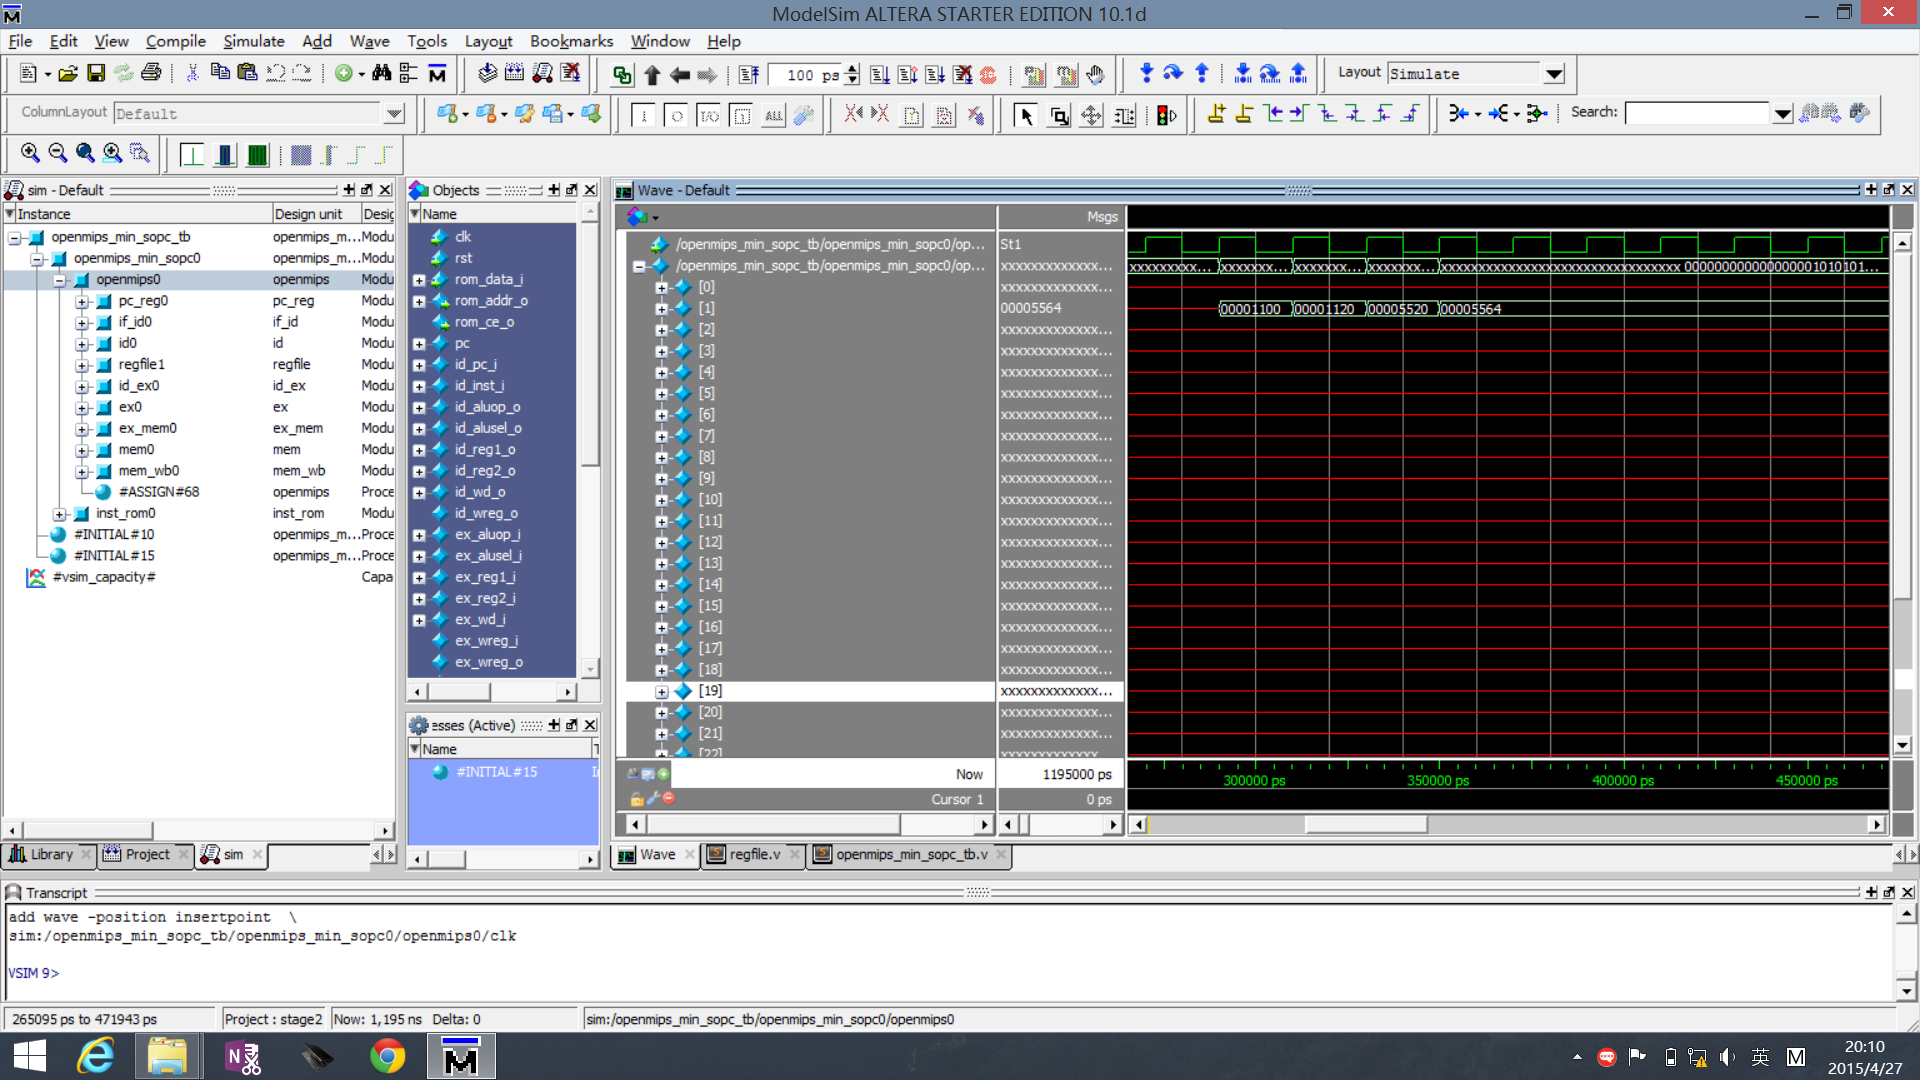 ModelSim ALTERA STARTER EDITION 10.1d
File Edit View Compile Simulate Add Wave Tools Layout Bookmarks Window Help
100 ps
Layout Simulate
ColumnLayout Default
Search:
sim - Default
Instance Design unit Desig
openmips_min_sopc_tb openmips_m...Modu
openmips_min_sopc0 openmips_m...Modu
openmips0 openmips Modu
pc_reg0 pc_reg Modu
if_id0 if_id Modu
id0 id Modu
regfile1 regfile Modu
id_ex0 id_ex Modu
ex0 ex Modu
ex_mem0 ex_mem Modu
mem0 mem Modu
mem_wb0 mem_wb Modu
#ASSIGN#68 openmips Proce
inst_rom0 inst_rom Modu
#INITIAL#10 openmips_m...Proce
#INITIAL#15 openmips_m...Proce
#vsim_capacity# Capa
Library Project sim
Objects
Name
clk
rst
rom_data_i
rom_addr_o
rom_ce_o
pc
id_pc_i
id_inst_i
id_aluop_o
id_alusel_o
id_reg1_o
id_reg2_o
id_wd_o
id_wreg_o
ex_aluop_i
ex_alusel_i
ex_reg1_i
ex_reg2_i
ex_wd_i
ex_wreg_i
ex_wreg_o
esses (Active)
Name
#INITIAL#15
Wave - Default
Msgs
/openmips_min_sopc_tb/openmips_min_sopc0/op... St1
/openmips_min_sopc_tb/openmips_min_sopc0/op... xxxxxxxxxxxxx... xxxxxxxxx... xxxxxxx... xxxxxxx... xxxxxxx... xxxxxxxxxxxxxxxxxxxxxxxxxxxxxxxx 00000000000000001010101...
[0] xxxxxxxxxxxxx...
[1] 00005564 00001100 00001120 00005520 00005564
[2] xxxxxxxxxxxxx...
[3] xxxxxxxxxxxxx...
[4] xxxxxxxxxxxxx...
[5] xxxxxxxxxxxxx...
[6] xxxxxxxxxxxxx...
[7] xxxxxxxxxxxxx...
[8] xxxxxxxxxxxxx...
[9] xxxxxxxxxxxxx...
[10] xxxxxxxxxxxxx...
[11] xxxxxxxxxxxxx...
[12] xxxxxxxxxxxxx...
[13] xxxxxxxxxxxxx...
[14] xxxxxxxxxxxxx...
[15] xxxxxxxxxxxxx...
[16] xxxxxxxxxxxxx...
[17] xxxxxxxxxxxxx...
[18] xxxxxxxxxxxxx...
[19] xxxxxxxxxxxxx...
[20] xxxxxxxxxxxxx...
[21] xxxxxxxxxxxxx...
[22] xxxxxxxxxxxxx
Now 1195000 ps 300000 ps 350000 ps 400000 ps 450000 ps
Cursor 1 0 ps
Wave regfile.v openmips_min_sopc_tb.v
Transcript
add wave -position insertpoint \
sim:/openmips_min_sopc_tb/openmips_min_sopc0/openmips0/clk
VSIM 9>
265095 ps to 471943 ps Project : stage2 Now: 1,195 ns Delta: 0 sim:/openmips_min_sopc_tb/openmips_min_sopc0/openmips0
英 M
20:10
2015/4/27